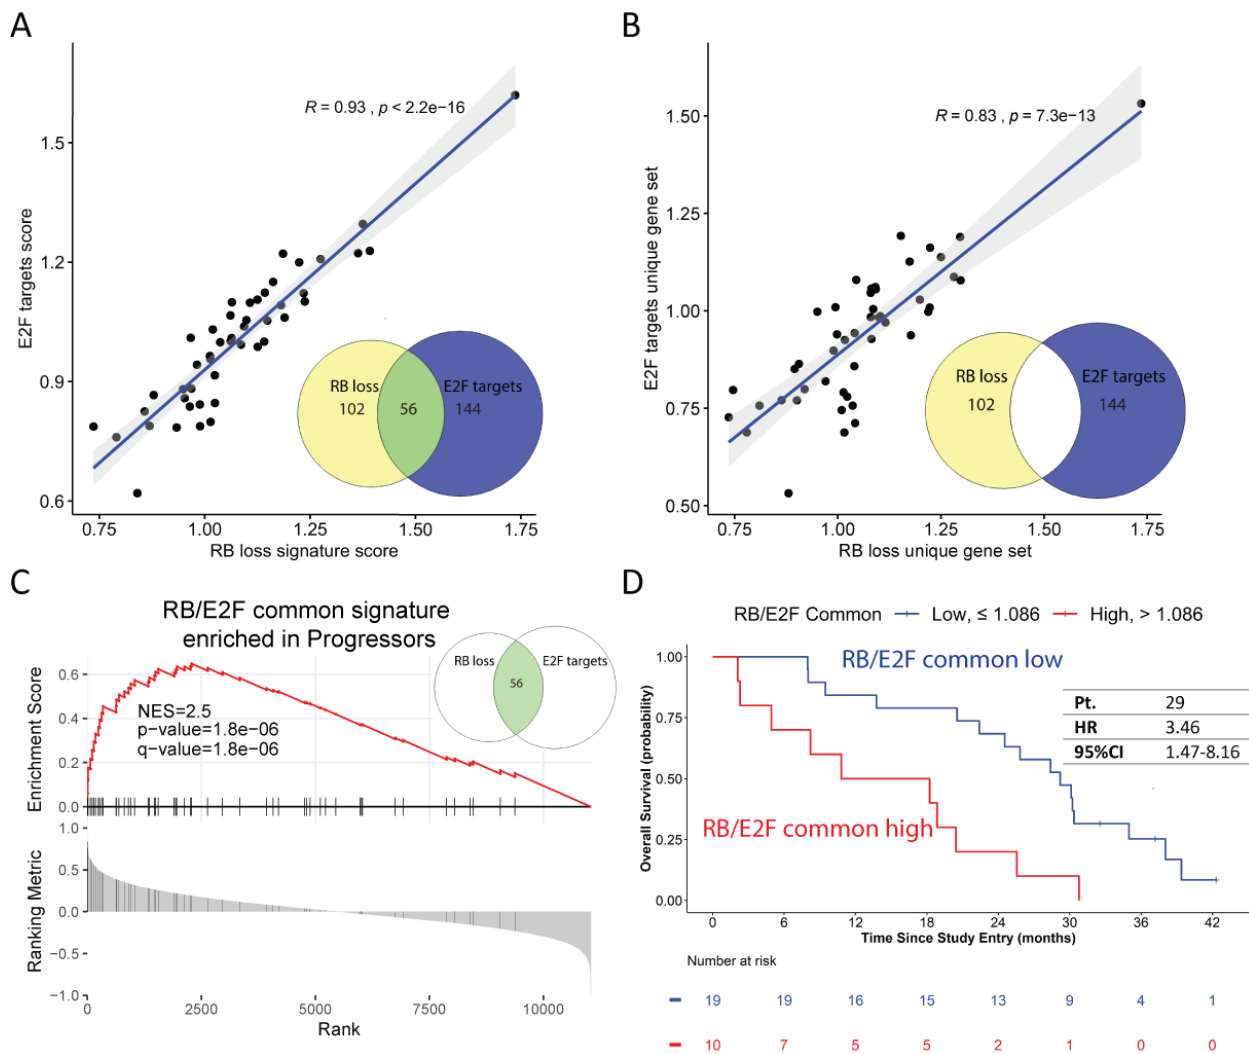 A
R = 0.93 , p < 2.2e−16
1.5
1.2
0.9
0.6
E2F targets score
RB loss
102
56
E2F targets
144
0.75
1.00
1.25
1.50
1.75
RB loss signature score
B
R = 0.83 , p = 7.3e−13
1.50
1.25
1.00
0.75
0.50
E2F targets unique gene set
RB loss
102
E2F targets
144
0.75
1.00
1.25
1.50
1.75
RB loss unique gene set
C
RB/E2F common signature
enriched in Progressors
RB loss
56
E2F targets
NES=2.5
p-value=1.8e-06
q-value=1.8e-06
0.6
0.4
0.2
0.0
Enrichment Score
1.0
0.5
0.0
−0.5
−1.0
Ranking Metric
0
2500
5000
7500
10000
Rank
D
RB/E2F Common
Low, ≤ 1.086
High, > 1.086
RB/E2F common low
Pt. 29
HR 3.46
95%CI 1.47-8.16
RB/E2F common high
1.00
0.75
0.50
0.25
0.00
Overall Survival (probability)
0 6 12 18 24 30 36 42
Time Since Study Entry (months)
Number at risk
19 19 16 15 13 9 4 1
10 7 5 5 2 1 0 0